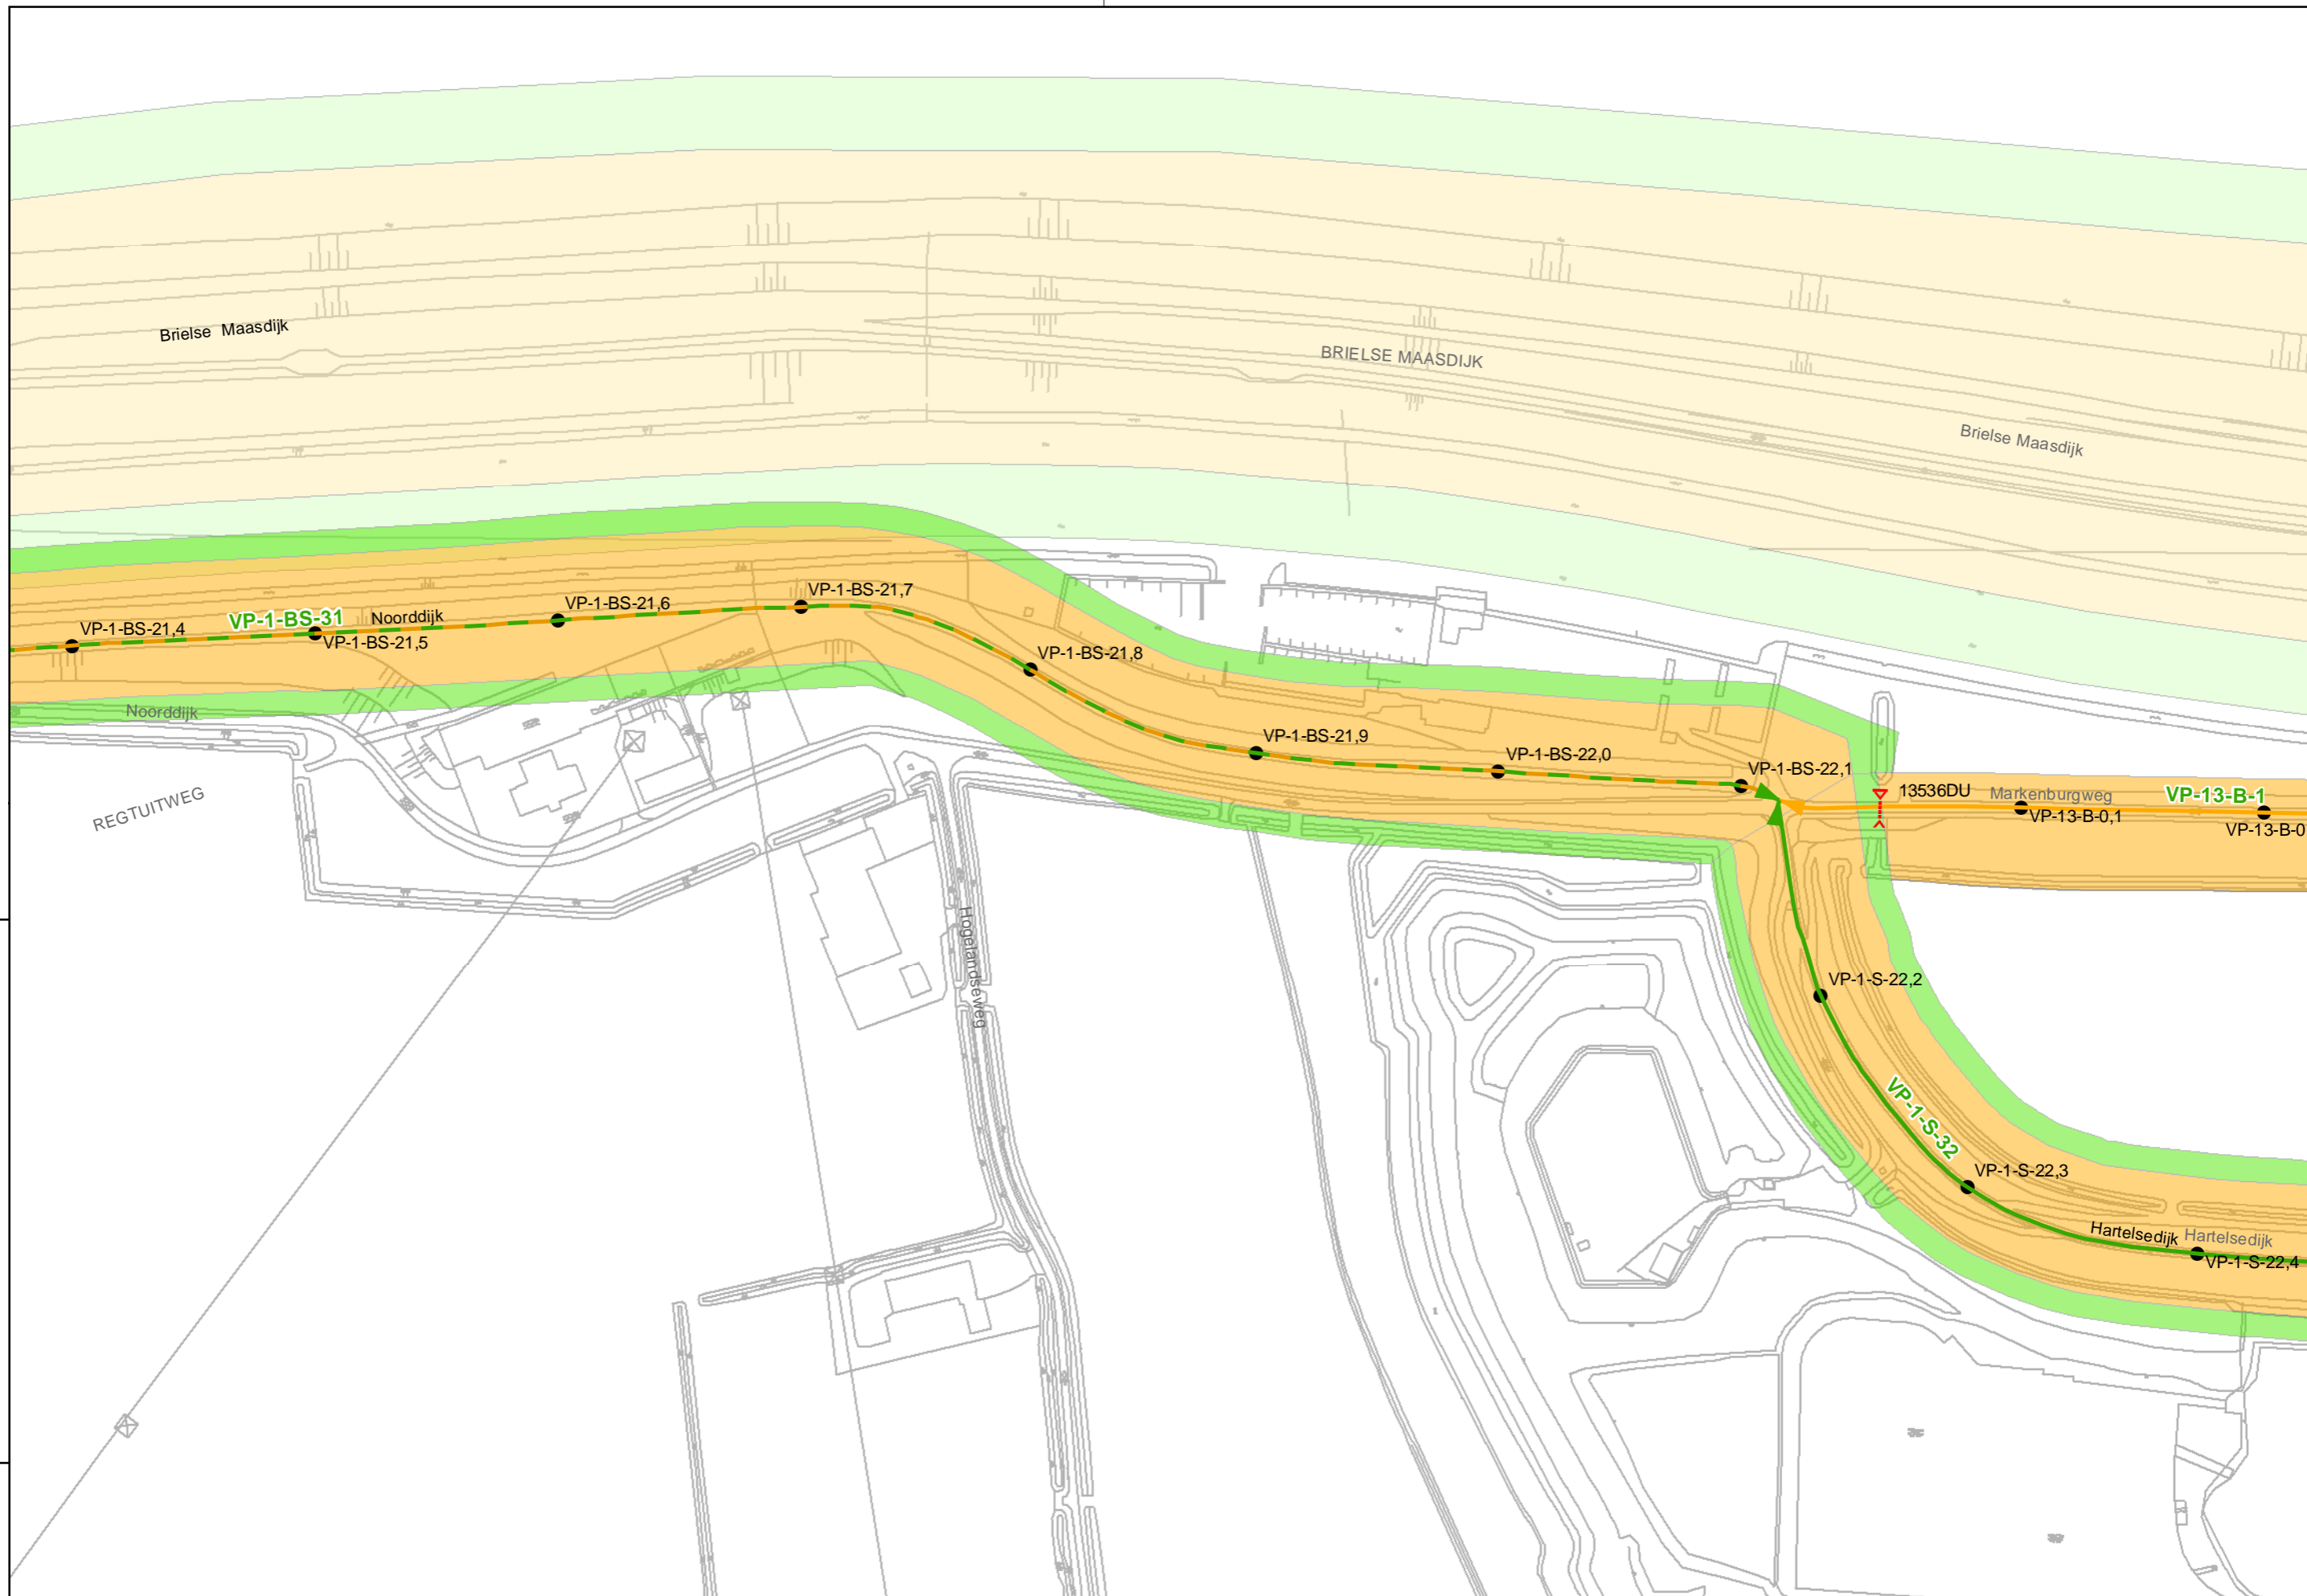 Brielse Maasdijk
BRIELSE MAASDIJK
Brielse Maasdijk
VP-1-BS-21,4
VP-1-BS-31
Noorddijk
VP-1-BS-21,5
VP-1-BS-21,6
VP-1-BS-21,7
VP-1-BS-21,8
VP-1-BS-21,9
VP-1-BS-22,0
VP-1-BS-22,1
13536DU
Markenburgweg
VP-13-B-1
VP-13-B-0,1
VP-13-B-0
Noorddijk
REGTUITWEG
Hogelandseweg
VP-1-S-22,2
VP-1-S-32
VP-1-S-22,3
Hartelsedijk
Hartelsedijk
VP-1-S-22,4